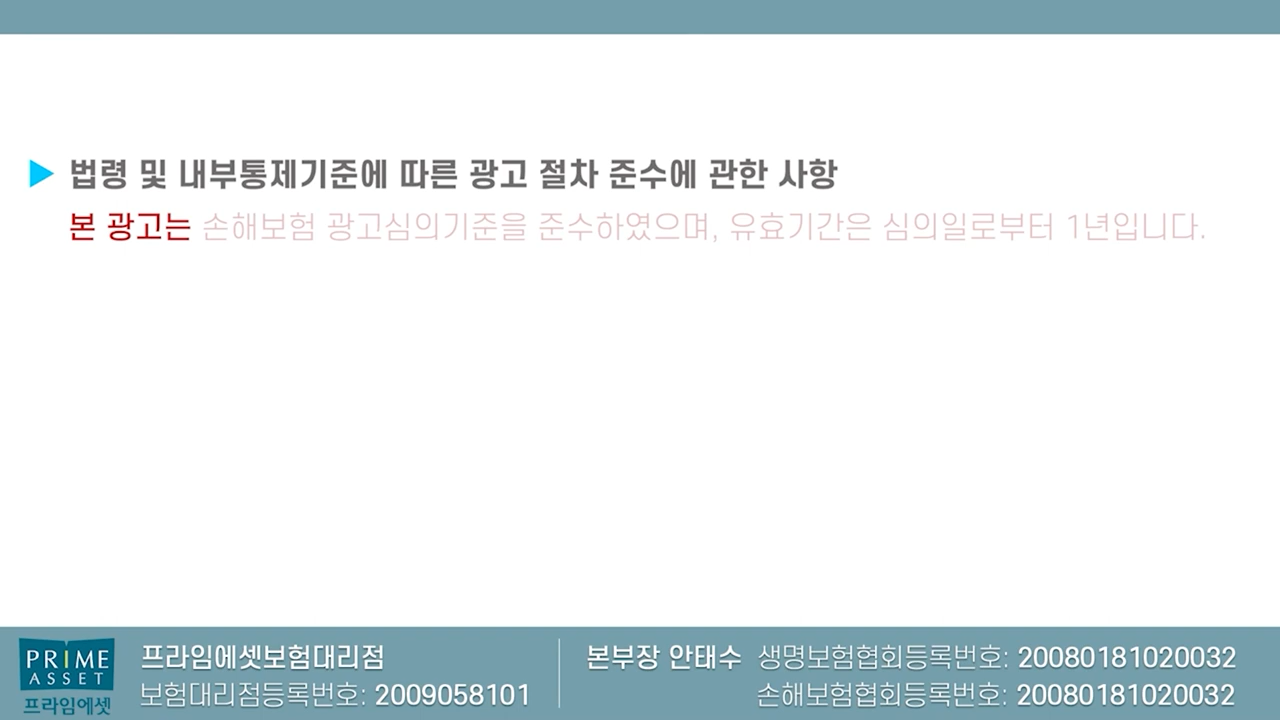 ▶ 법령 및 내부통제기준에 따른 광고 절차 준수에 관한 사항
본 광고는 손해보험 광고심의기준을 준수하였으며, 유효기간은 심의일로부터 1년입니다.
PRIME
ASSET
프라임에셋
프라임에셋보험대리점
보험대리점등록번호: 2009058101
본부장 안태수 생명보험협회등록번호: 20080181020032
손해보험협회등록번호: 20080181020032